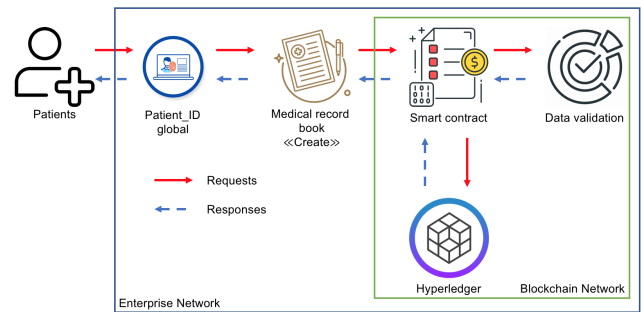 Patients
Patient_ID
global
Medical record
book
≪Create≫
Smart contract
Data validation
Requests
Responses
Hyperledger
Blockchain Network
Enterprise Network